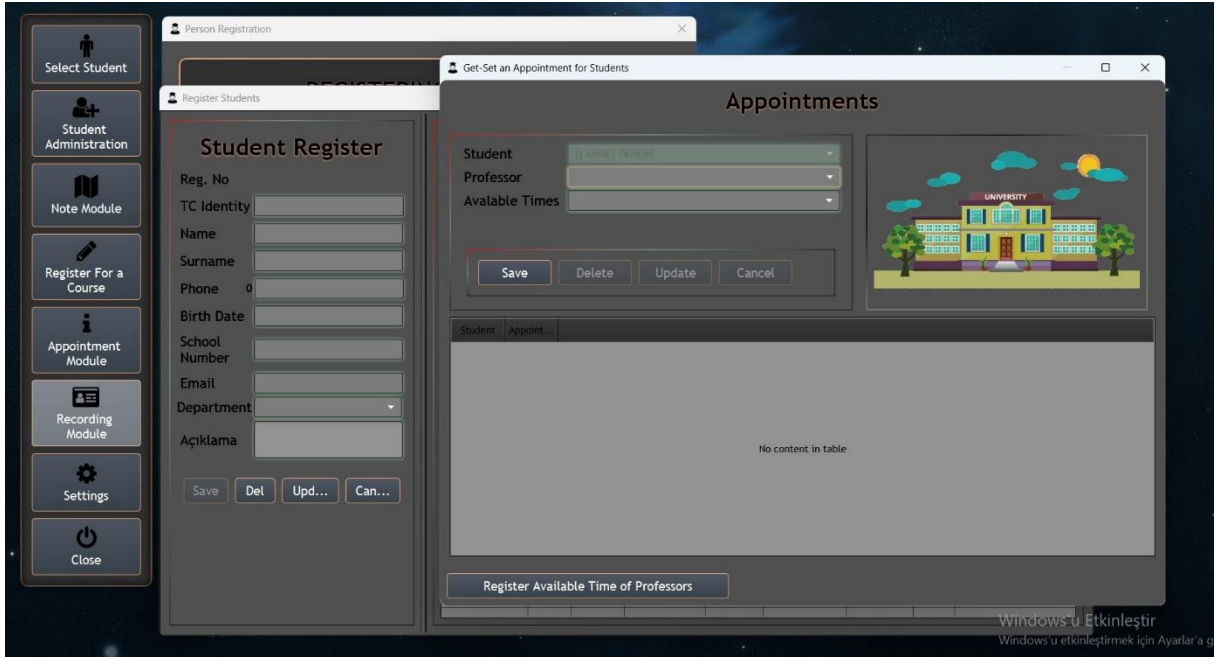 Select Student
Student
Administration
Note Module
Register For a
Course
Appointment
Module
Recording
Module
Settings
Close
Person Registration
Register Students
Student Register
Reg. No
TC Identity
Name
Surname
Phone 0
Birth Date
School
Number
Email
Department
Açıklama
Save Del Upd... Can...
Get-Set an Appointment for Students
Appointments
Student
Professor
Avalable Times
Save Delete Update Cancel
UNIVERSITY
Student Appoint...
No content in table
Register Available Time of Professors
Windows'u Etkinleştir
Windows'u etkinleştirmek için Ayarlar'a g